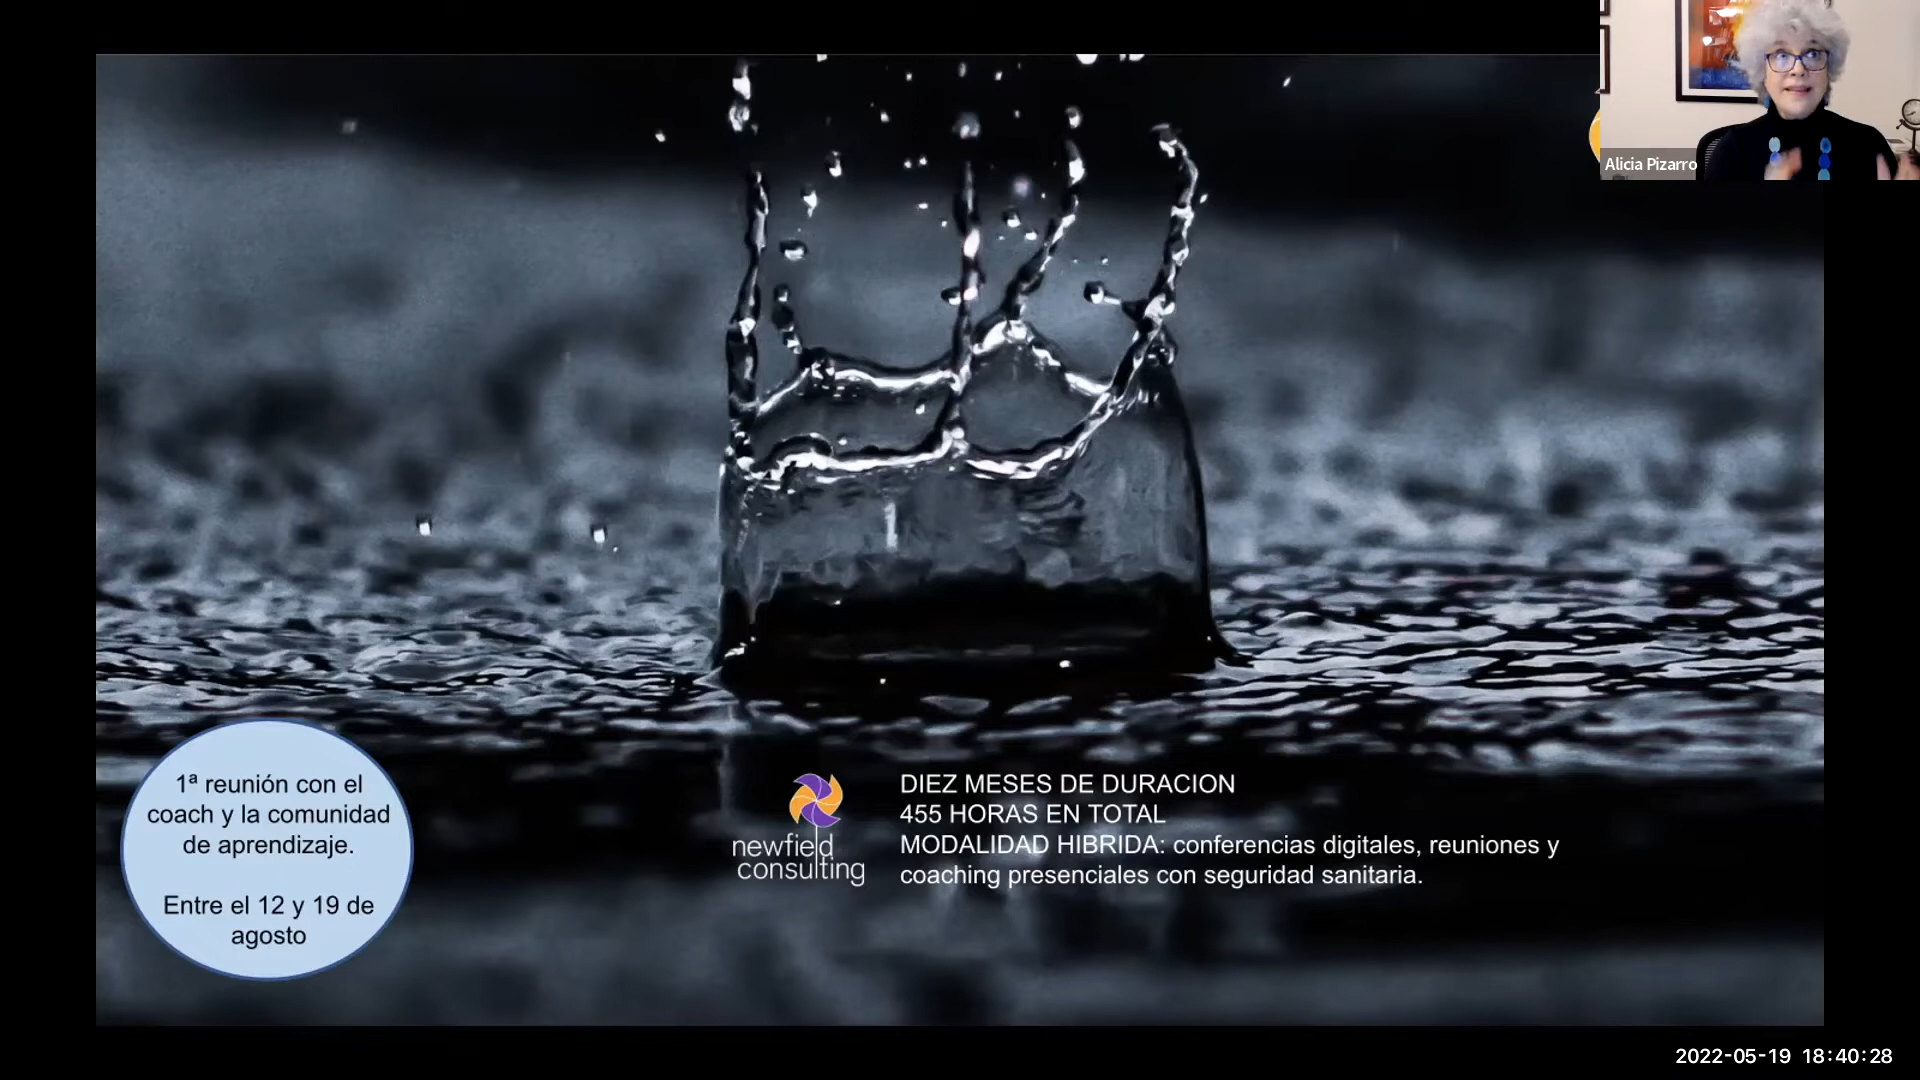 Alicia Pizarro
1ª reunión con el
coach y la comunidad
de aprendizaje.
Entre el 12 y 19 de
agosto
newfield
consulting
DIEZ MESES DE DURACION
455 HORAS EN TOTAL
MODALIDAD HIBRIDA: conferencias digitales, reuniones y
coaching presenciales con seguridad sanitaria.
2022-05-19 18:40:28